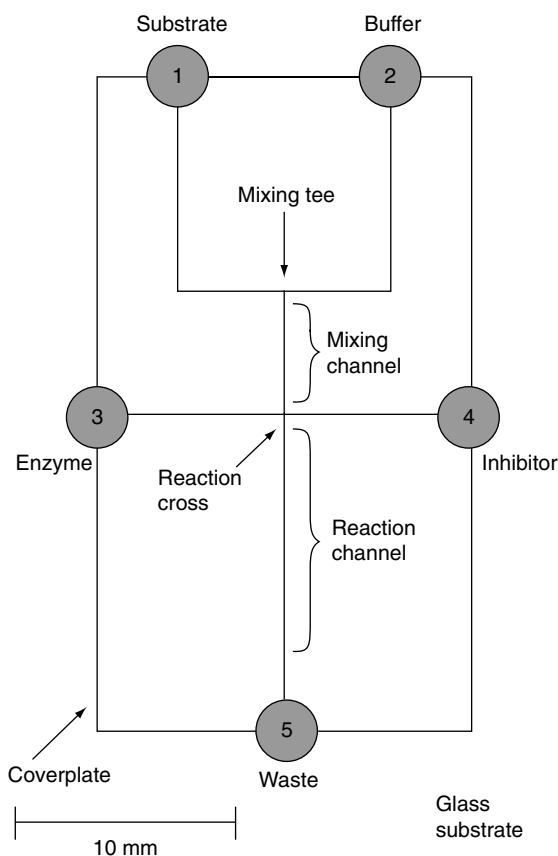 Substrate
Buffer
1
2
Mixing tee
Mixing
channel
3
4
Enzyme
Inhibitor
Reaction
cross
Reaction
channel
5
Coverplate
Waste
Glass
substrate
10 mm